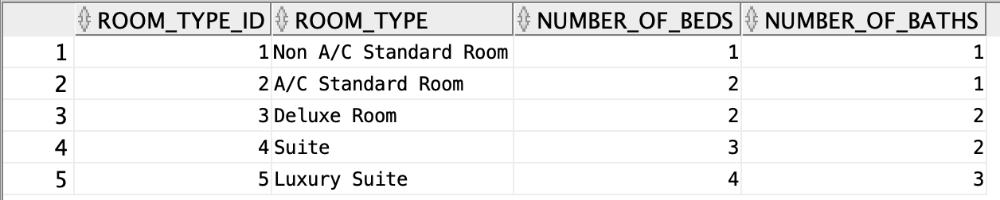 ROOM_TYPE_ID ROOM_TYPE NUMBER_OF_BEDS NUMBER_OF_BATHS
1 1 Non A/C Standard Room 1 1
2 2 A/C Standard Room 2 1
3 3 Deluxe Room 2 2
4 4 Suite 3 2
5 5 Luxury Suite 4 3